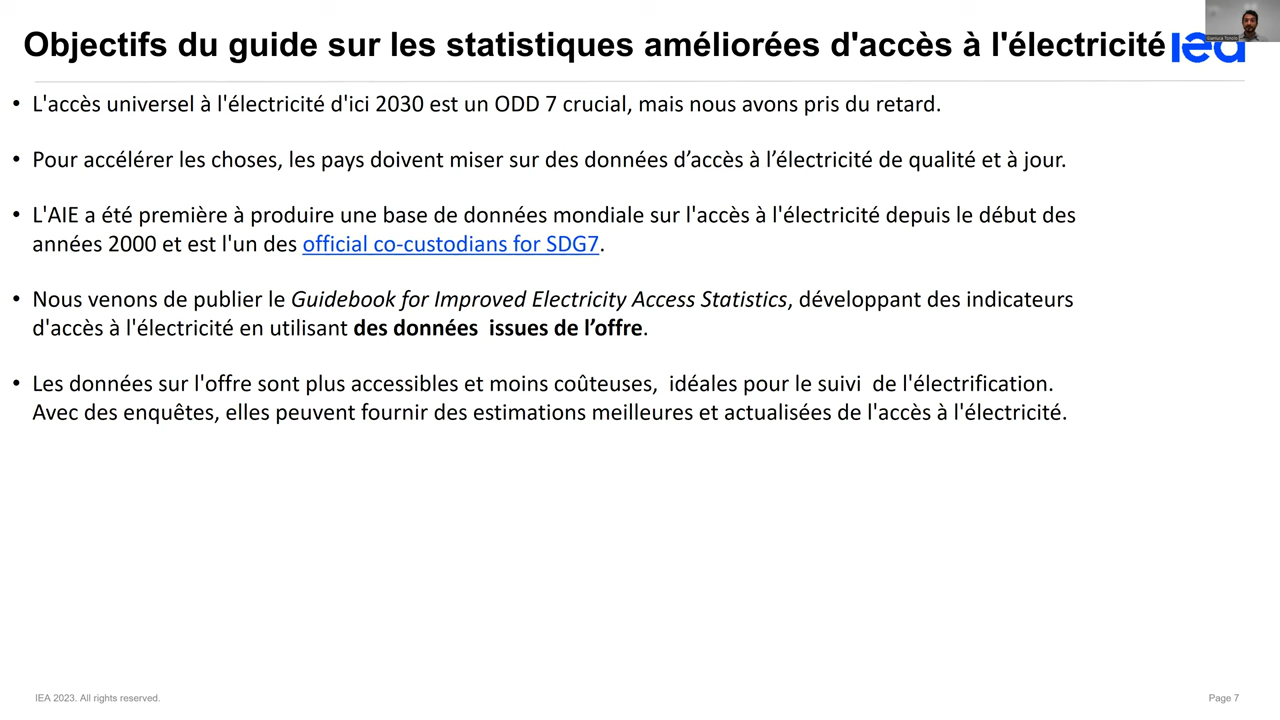 Objectifs du guide sur les statistiques améliorées d'accès à l'électricité
iea
• L'accès universel à l'électricité d'ici 2030 est un ODD 7 crucial, mais nous avons pris du retard.
• Pour accélérer les choses, les pays doivent miser sur des données d’accès à l’électricité de qualité et à jour.
• L'AIE a été première à produire une base de données mondiale sur l'accès à l'électricité depuis le début des
années 2000 et est l'un des official co-custodians for SDG7.
• Nous venons de publier le Guidebook for Improved Electricity Access Statistics, développant des indicateurs
d'accès à l'électricité en utilisant des données  issues de l’offre.
• Les données sur l'offre sont plus accessibles et moins coûteuses,  idéales pour le suivi  de l'électrification.
Avec des enquêtes, elles peuvent fournir des estimations meilleures et actualisées de l'accès à l'électricité.
IEA 2023. All rights reserved.
Page 7